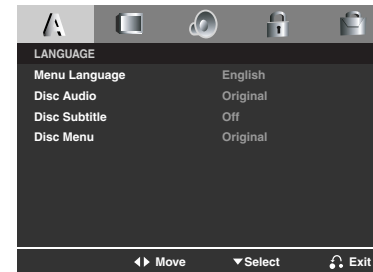 LANGUAGE
Menu Language English
Disc Audio Original
Disc Subtitle Off
Disc Menu Original
Move Select Exit